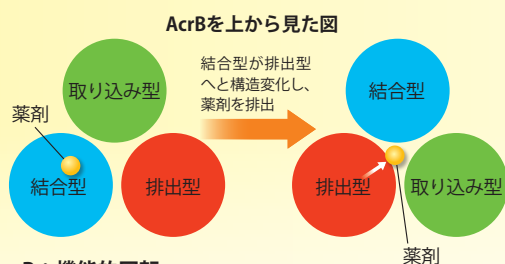 AcrBを上から見た図
結合型が排出型
へと構造変化し、
薬剤を排出
取り込み型
薬剤
結合型
排出型
結合型
排出型
取り込み型
薬剤